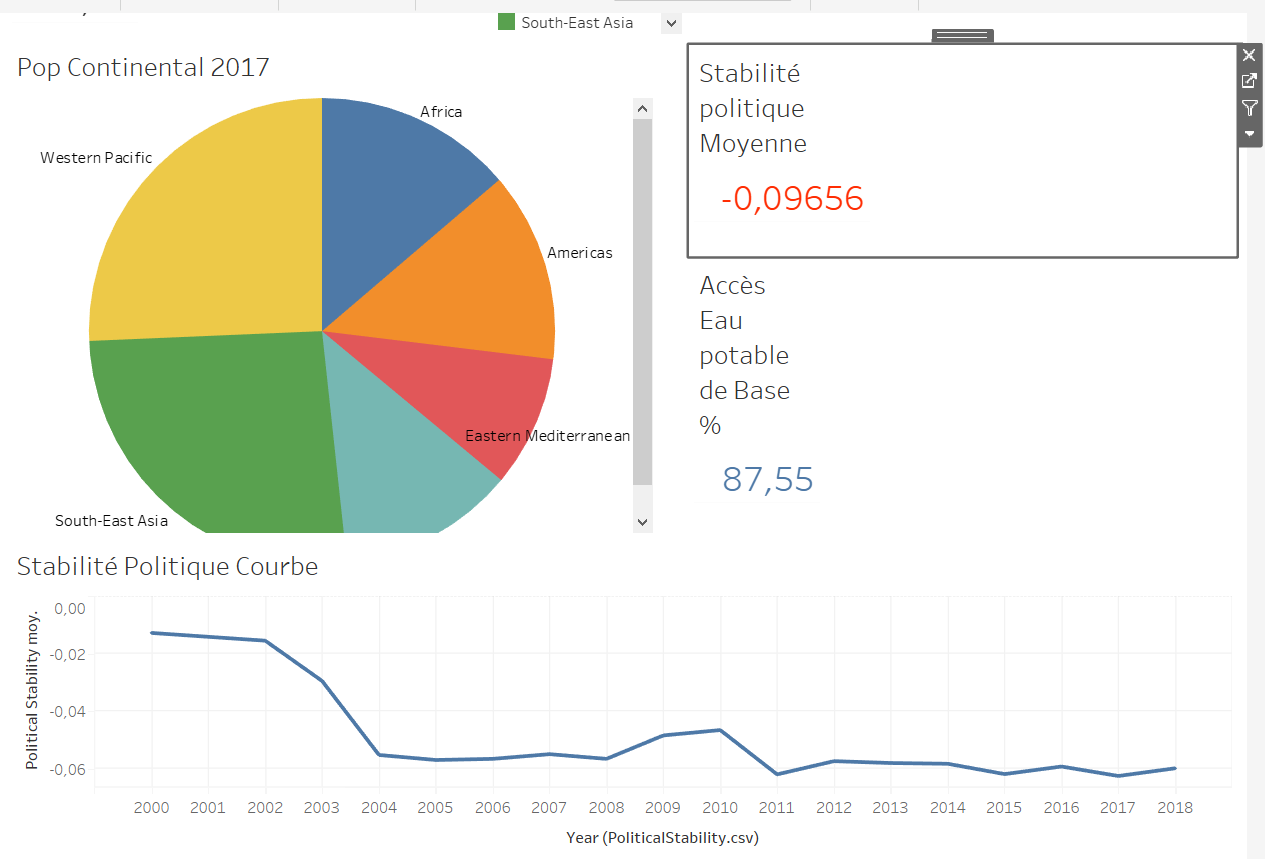 South-East Asia
Pop Continental 2017
Africa
Western Pacific
Americas
Eastern Mediterranean
South-East Asia
Stabilité
politique
Moyenne
-0,09656
Accès
Eau
potable
de Base
%
87,55
Stabilité Politique Courbe
Political Stability moy.
0,00
-0,02
-0,04
-0,06
2000 2001 2002 2003 2004 2005 2006 2007 2008 2009 2010 2011 2012 2013 2014 2015 2016 2017 2018
Year (PoliticalStability.csv)